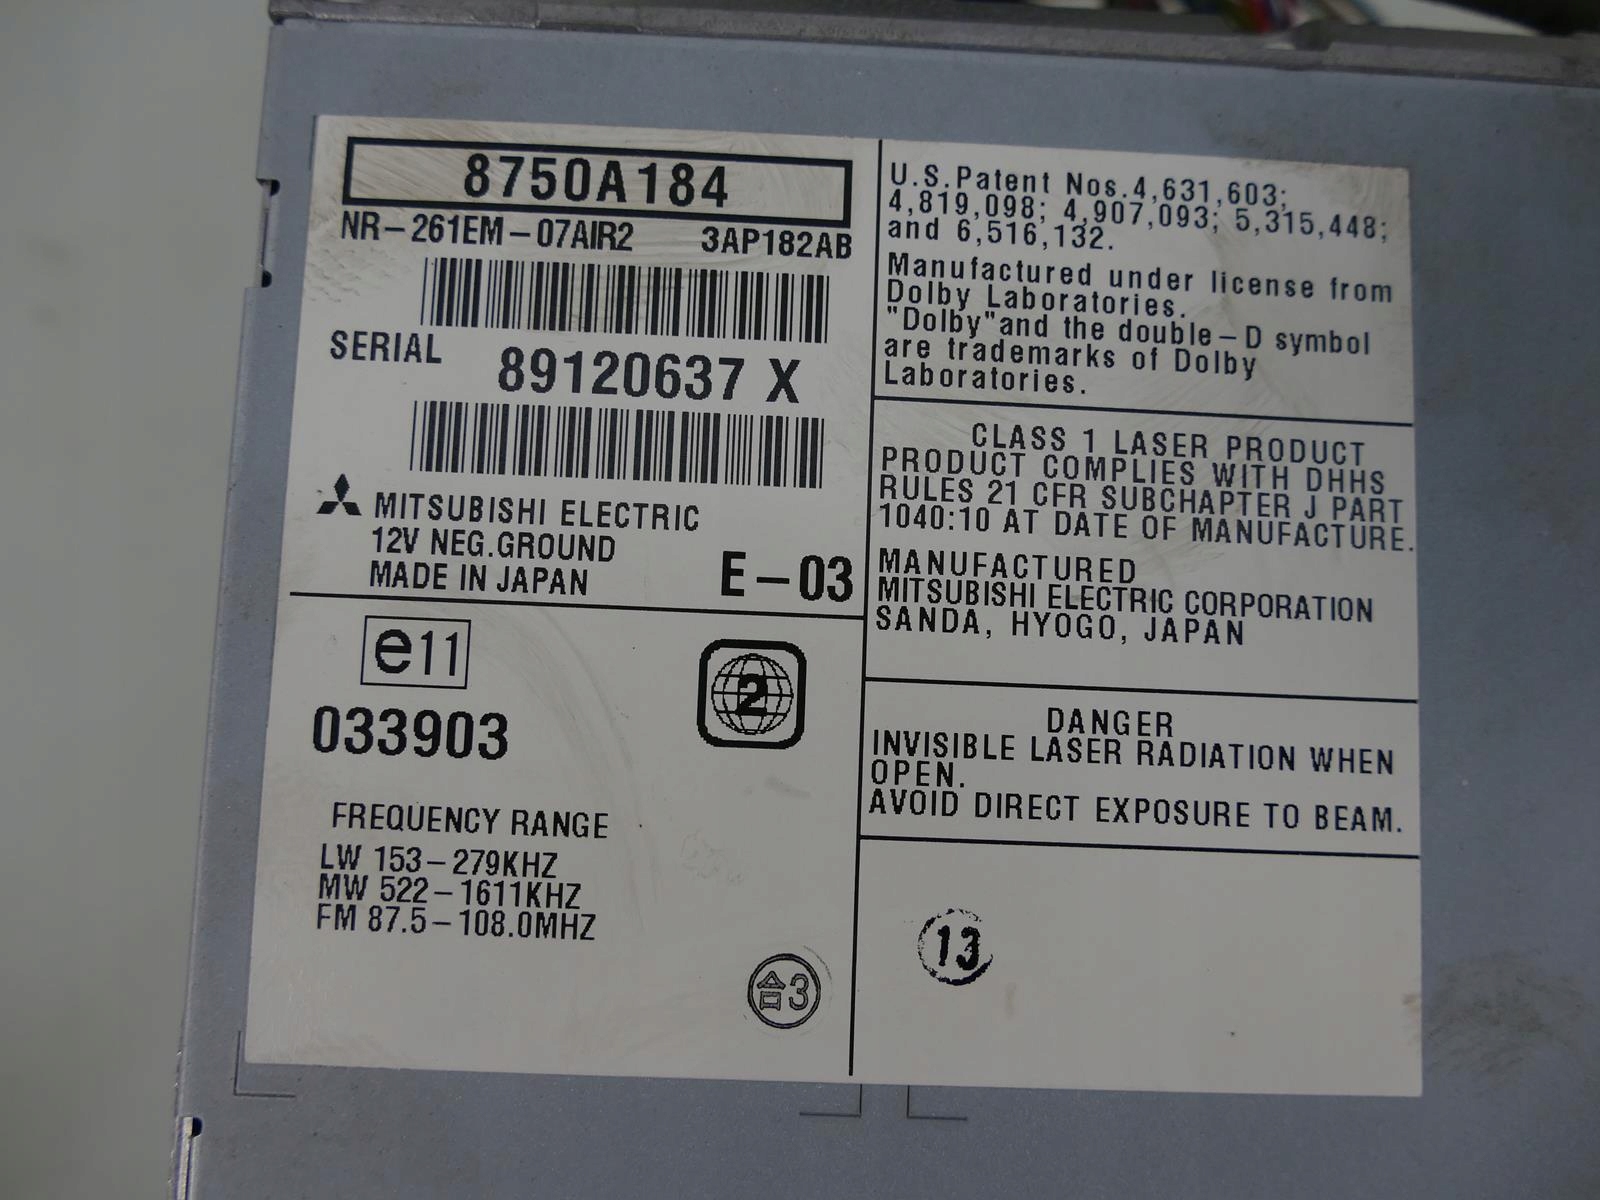 8750A184
NR-261EM-07AIR2 3AP182AB
SERIAL 89120637 X
MITSUBISHI ELECTRIC
12V NEG.GROUND
MADE IN JAPAN
E-03
e11
033903
2
FREQUENCY RANGE
LW 153-279KHZ
MW 522-1611KHZ
FM 87.5-108.0MHZ
合3
U.S.Patent Nos.4,631,603;
4,819,098; 4,907,093; 5,315,448;
and 6,516,132.
Manufactured under license from
Dolby Laboratories.
"Dolby"and the double-D symbol
are trademarks of Dolby
Laboratories.
CLASS 1 LASER PRODUCT
PRODUCT COMPLIES WITH DHHS
RULES 21 CFR SUBCHAPTER J PART
1040:10 AT DATE OF MANUFACTURE.
MANUFACTURED
MITSUBISHI ELECTRIC CORPORATION
SANDA, HYOGO, JAPAN
DANGER
INVISIBLE LASER RADIATION WHEN
OPEN.
AVOID DIRECT EXPOSURE TO BEAM.
13